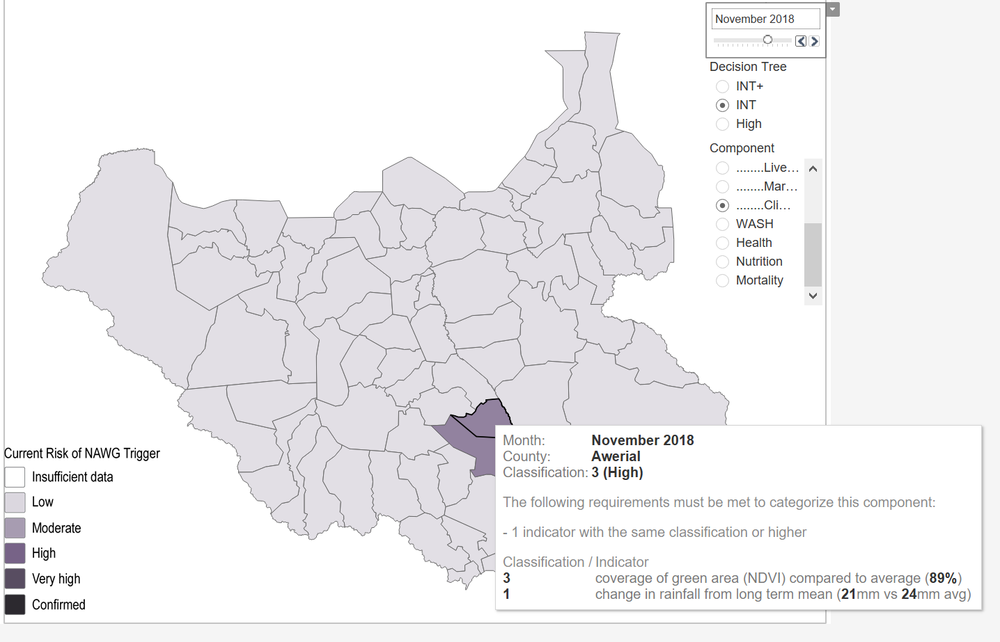 November 2018
Decision Tree
INT+
INT
High
Component
........Live...
........Mar...
........Cli...
WASH
Health
Nutrition
Mortality
Current Risk of NAWG Trigger
Insufficient data
Low
Moderate
High
Very high
Confirmed
Month: November 2018
County: Awerial
Classification: 3 (High)
The following requirements must be met to categorize this component:
- 1 indicator with the same classification or higher
Classification / Indicator
3 coverage of green area (NDVI) compared to average (89%)
1 change in rainfall from long term mean (21mm vs 24mm avg)